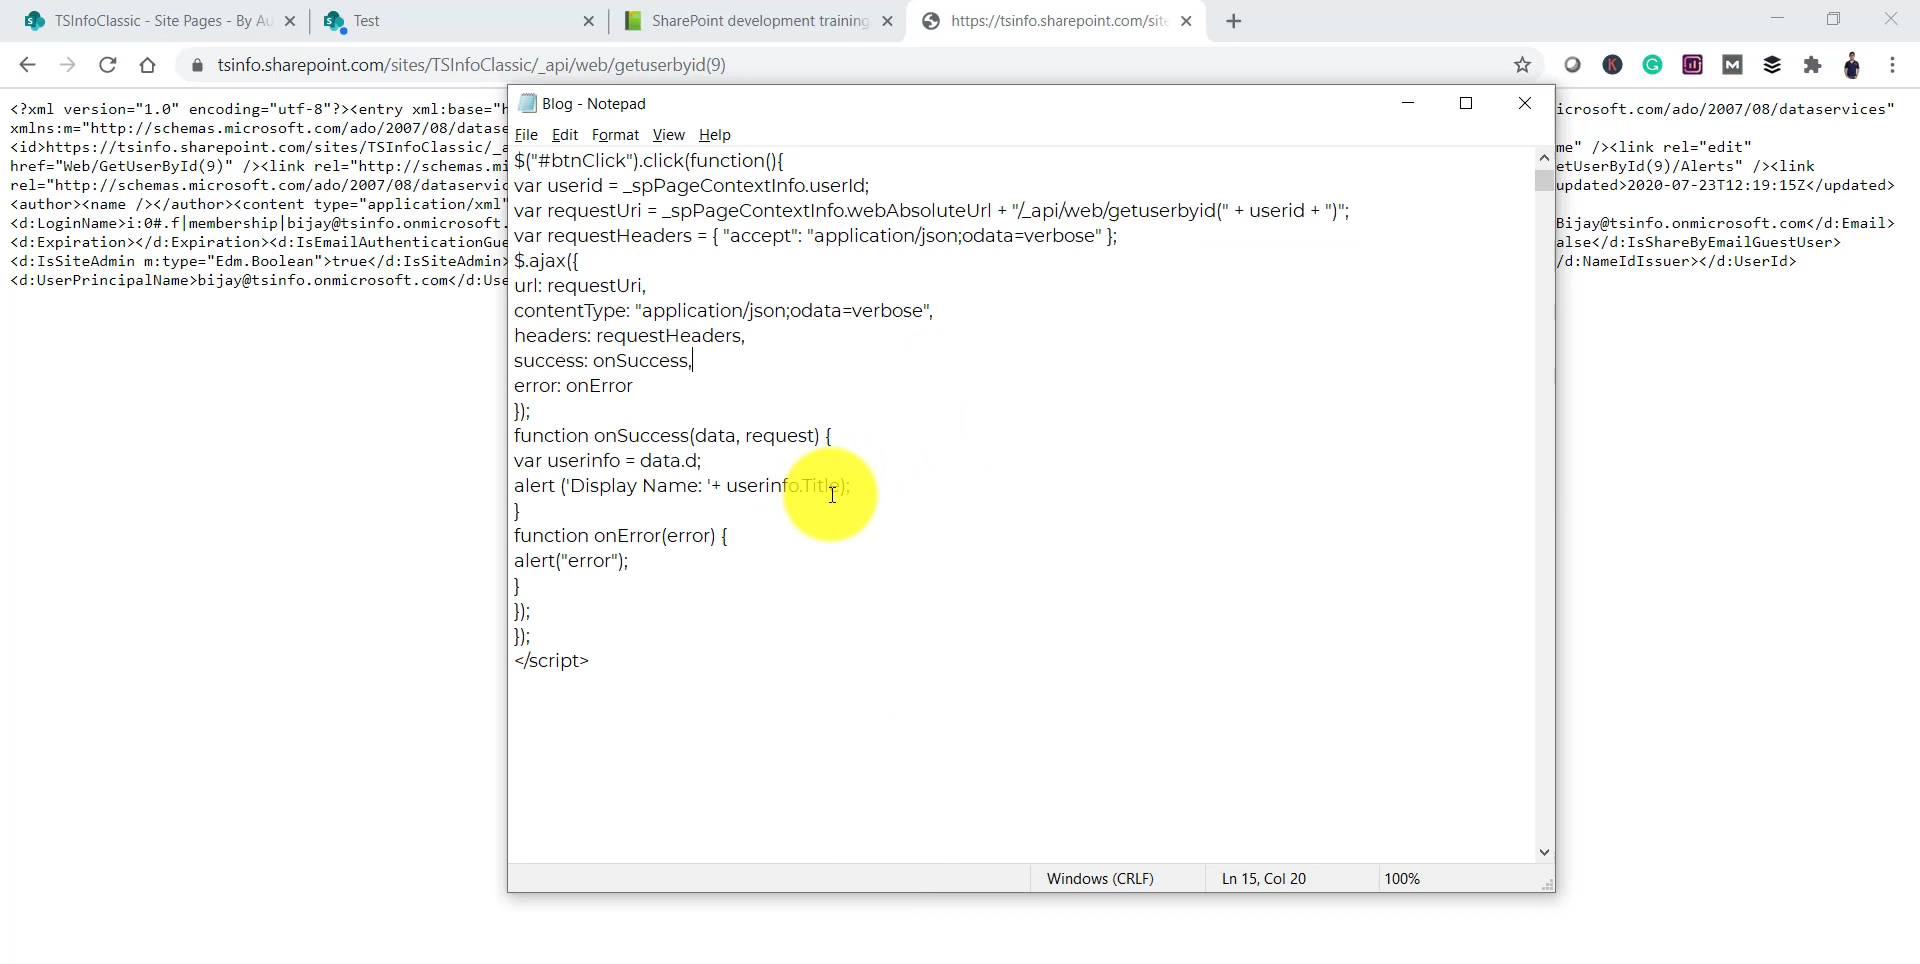 TSInfoClassic - Site Pages - By Au
Test
SharePoint development training
https://tsinfo.sharepoint.com/site
tsinfo.sharepoint.com/sites/TSInfoClassic/_api/web/getuserbyid(9)
<?xml version="1.0" encoding="utf-8"?><entry xml:base="h
icrosoft.com/ado/2007/08/dataservices"
xmlns:m="http://schemas.microsoft.com/ado/2007/08/datase
<id>https://tsinfo.sharepoint.com/sites/TSInfoClassic/_a
me" /><link rel="edit"
href="Web/GetUserById(9)" /><link rel="http://schemas.mi
etUserById(9)/Alerts" /><link
rel="http://schemas.microsoft.com/ado/2007/08/dataservic
updated>2020-07-23T12:19:15Z</updated>
<author><name /></author><content type="application/xml"
<d:LoginName>i:0#.f|membership|bijay@tsinfo.onmicrosoft.
Bijay@tsinfo.onmicrosoft.com</d:Email>
<d:Expiration></d:Expiration><d:IsEmailAuthenticationGue
alse</d:IsShareByEmailGuestUser>
<d:IsSiteAdmin m:type="Edm.Boolean">true</d:IsSiteAdmin>
/d:NameIdIssuer></d:UserId>
<d:UserPrincipalName>bijay@tsinfo.onmicrosoft.com</d:Use
Blog - Notepad
File Edit Format View Help
$("#btnClick").click(function(){
var userid = _spPageContextInfo.userId;
var requestUri = _spPageContextInfo.webAbsoluteUrl + "/_api/web/getuserbyid(" + userid + ")";
var requestHeaders = { "accept": "application/json;odata=verbose" };
$.ajax({
url: requestUri,
contentType: "application/json;odata=verbose",
headers: requestHeaders,
success: onSuccess,
error: onError
});
function onSuccess(data, request) {
var userinfo = data.d;
alert ('Display Name: '+ userinfo.Title);
}
function onError(error) {
alert("error");
}
});
});
</script>
Windows (CRLF)
Ln 15, Col 20
100%